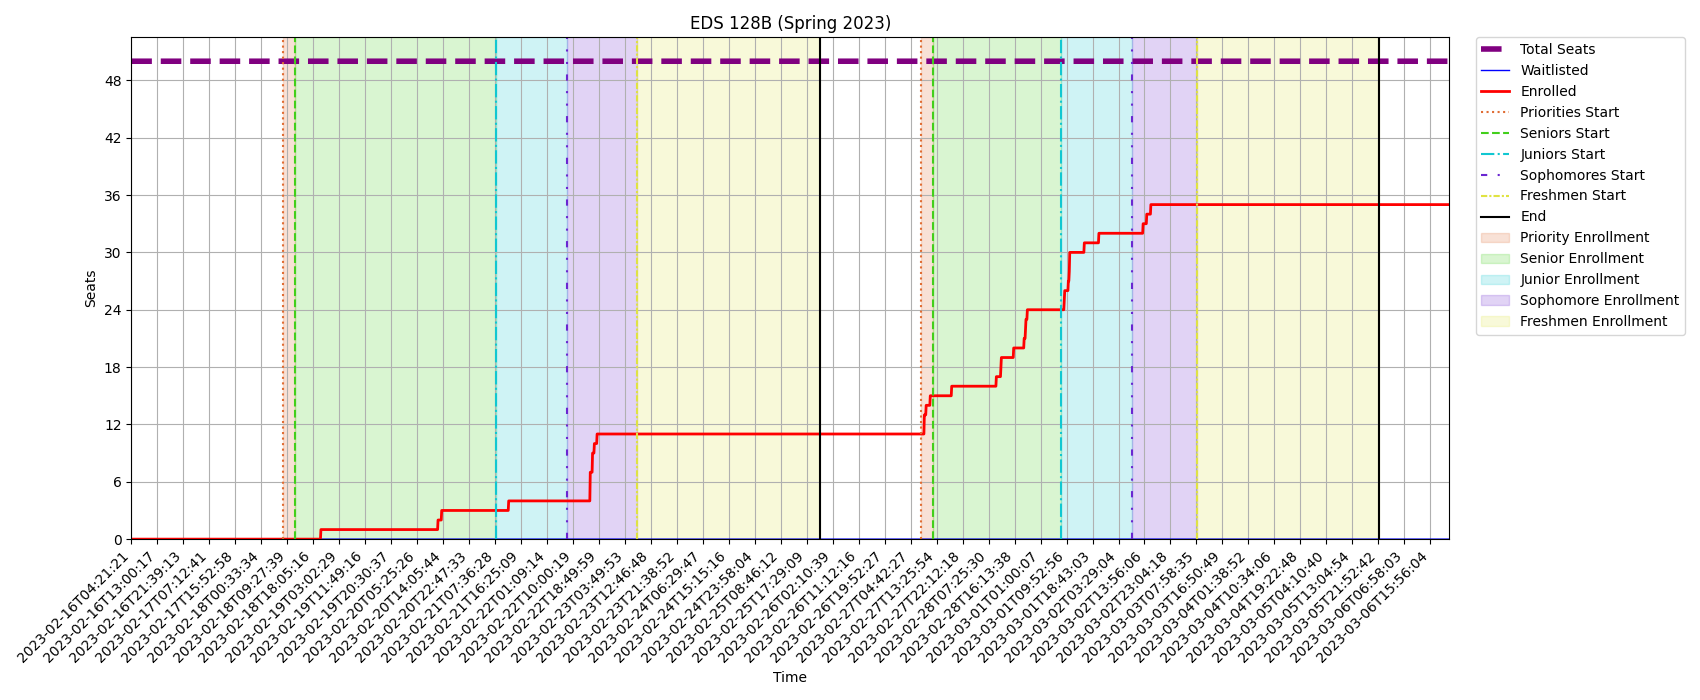 EDS 128B (Spring 2023)
Seats
48
42
36
30
24
18
12
6
0
2023-02-16T04:21:21
2023-02-16T13:00:17
2023-02-16T21:39:13
2023-02-17T07:12:41
2023-02-17T15:52:58
2023-02-18T00:33:34
2023-02-18T09:27:39
2023-02-18T18:05:16
2023-02-19T03:02:29
2023-02-19T11:49:16
2023-02-19T20:30:37
2023-02-20T05:25:26
2023-02-20T14:05:44
2023-02-20T22:47:33
2023-02-21T07:36:28
2023-02-21T16:25:09
2023-02-22T01:09:14
2023-02-22T10:00:19
2023-02-22T18:49:59
2023-02-23T03:49:53
2023-02-23T12:46:48
2023-02-23T21:38:52
2023-02-24T06:29:47
2023-02-24T15:15:16
2023-02-24T23:58:04
2023-02-25T08:46:12
2023-02-25T17:29:09
2023-02-26T02:10:39
2023-02-26T11:12:16
2023-02-26T19:52:27
2023-02-27T04:42:27
2023-02-27T13:25:54
2023-02-27T22:12:18
2023-02-28T07:25:30
2023-02-28T16:13:38
2023-03-01T01:00:07
2023-03-01T09:52:56
2023-03-01T18:43:03
2023-03-02T03:29:04
2023-03-02T13:56:06
2023-03-02T23:04:18
2023-03-03T07:58:35
2023-03-03T16:50:49
2023-03-04T01:38:52
2023-03-04T10:34:06
2023-03-04T19:22:48
2023-03-05T04:10:40
2023-03-05T13:04:54
2023-03-05T21:52:42
2023-03-06T06:58:03
2023-03-06T15:56:04
Time
Total Seats
Waitlisted
Enrolled
Priorities Start
Seniors Start
Juniors Start
Sophomores Start
Freshmen Start
End
Priority Enrollment
Senior Enrollment
Junior Enrollment
Sophomore Enrollment
Freshmen Enrollment